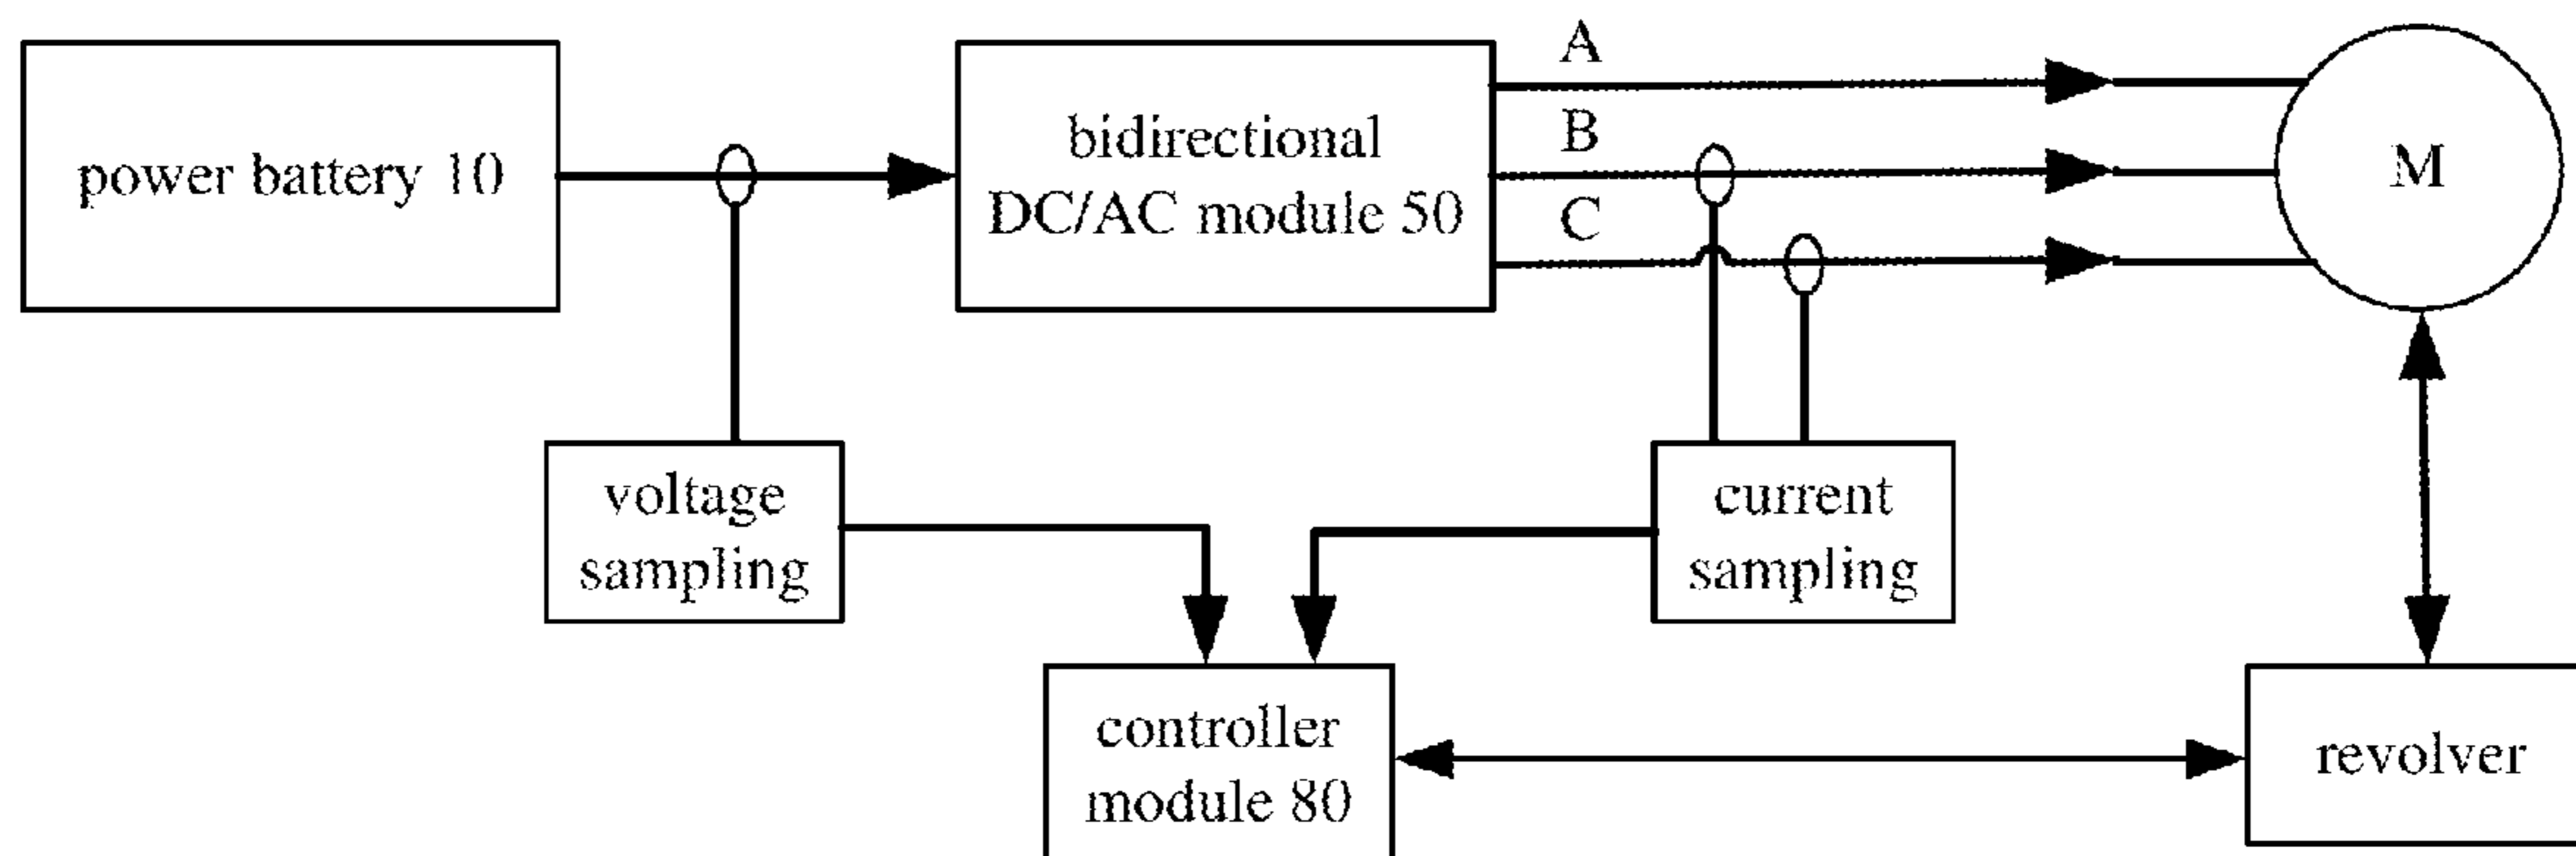 power battery 10
bidirectional
DC/AC module 50
A
B
C
M
voltage
sampling
current
sampling
controller
module 80
revolver